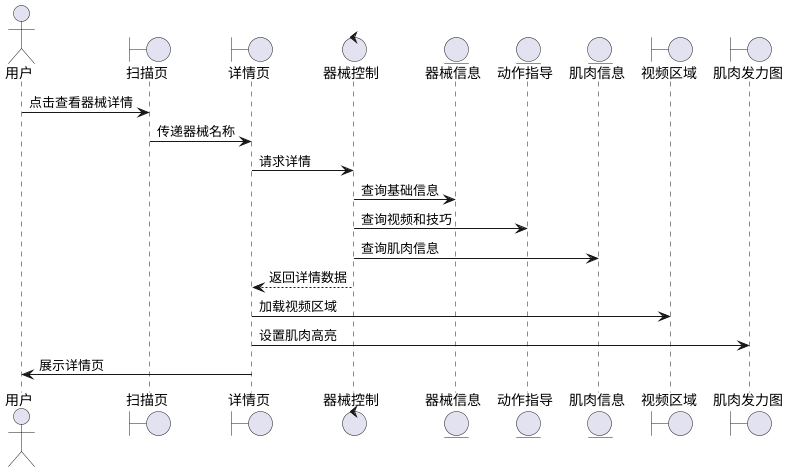 用户
扫描页
详情页
器械控制
器械信息
动作指导
肌肉信息
视频区域
肌肉发力图
点击查看器械详情
传递器械名称
请求详情
查询基础信息
查询视频和技巧
查询肌肉信息
返回详情数据
加载视频区域
设置肌肉高亮
展示详情页
用户
扫描页
详情页
器械控制
器械信息
动作指导
肌肉信息
视频区域
肌肉发力图